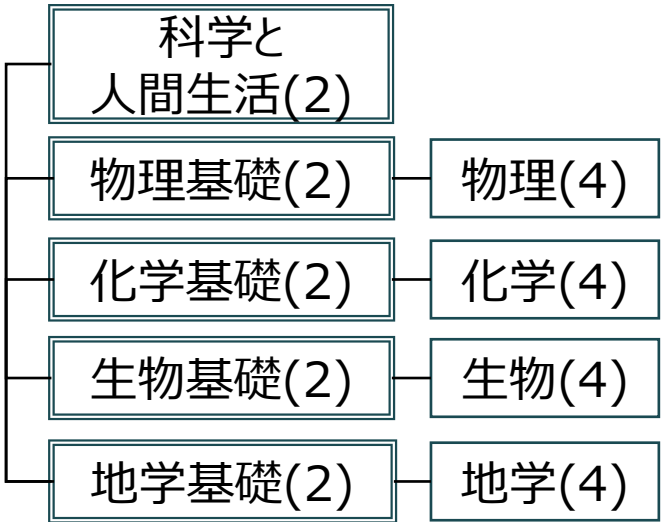 科学と
人間生活(2)
物理基礎(2)
物理(4)
化学基礎(2)
化学(4)
生物基礎(2)
生物(4)
地学基礎(2)
地学(4)